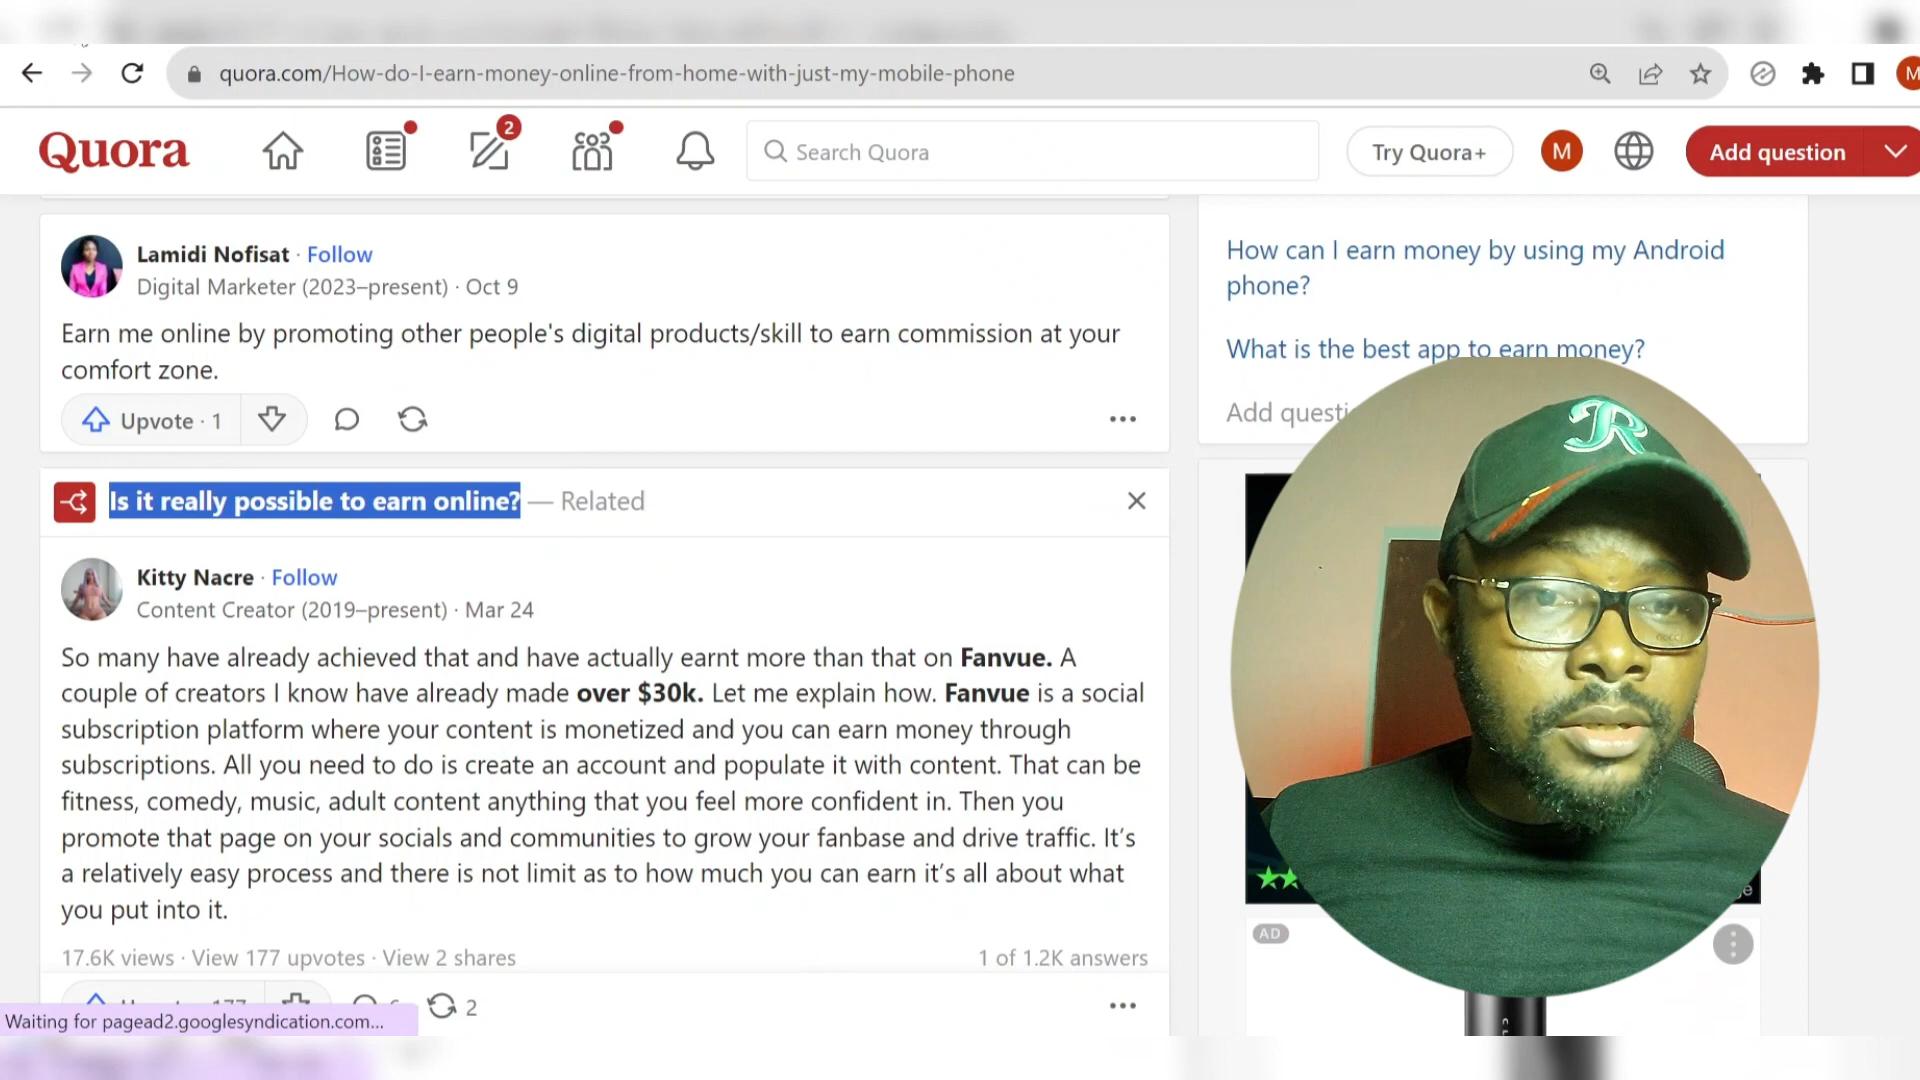 quora.com/How-do-I-earn-money-online-from-home-with-just-my-mobile-phone
M
Quora
2
Search Quora
Try Quora+
M
Add question
Lamidi Nofisat · Follow
Digital Marketer (2023–present) · Oct 9
Earn me online by promoting other people's digital products/skill to earn commission at your
comfort zone.
Upvote · 1
Is it really possible to earn online? — Related
Kitty Nacre · Follow
Content Creator (2019–present) · Mar 24
So many have already achieved that and have actually earnt more than that on Fanvue. A
couple of creators I know have already made over $30k. Let me explain how. Fanvue is a social
subscription platform where your content is monetized and you can earn money through
subscriptions. All you need to do is create an account and populate it with content. That can be
fitness, comedy, music, adult content anything that you feel more confident in. Then you
promote that page on your socials and communities to grow your fanbase and drive traffic. It’s
a relatively easy process and there is not limit as to how much you can earn it’s all about what
you put into it.
17.6K views · View 177 upvotes · View 2 shares
1 of 1.2K answers
2
Waiting for pagead2.googlesyndication.com...
How can I earn money by using my Android
phone?
What is the best app to earn money?
Add
R
AD